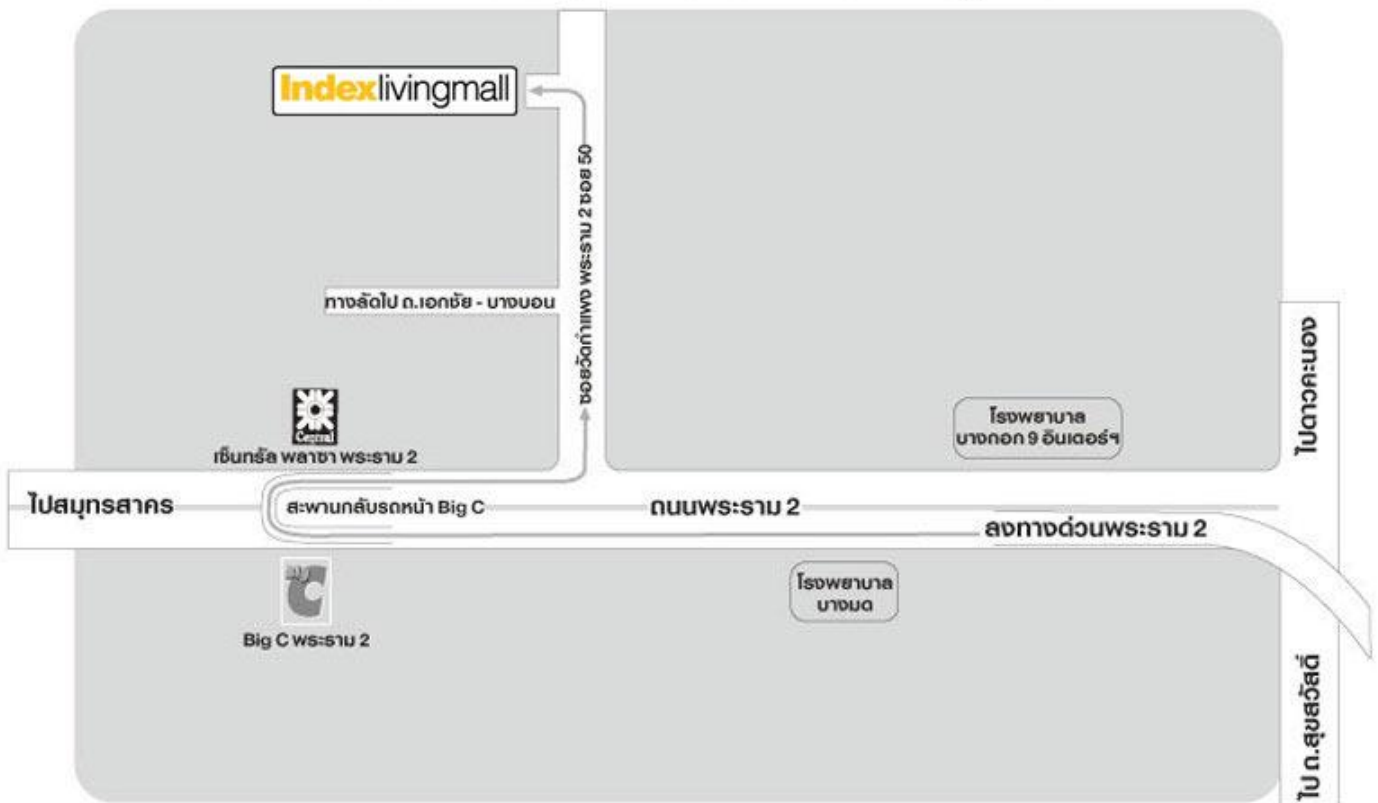 Indexlivingmall
ซอยวัดกำแพง พระราม 2 ซอย 50
ทางลัดไป ถ.เอกชัย - บางบอน
Central
เซ็นทรัล พลาซา พระราม 2
โรงพยาบาล
บางกอก 9 อินเตอร์ฯ
ไปดาวคะนอง
ไปสมุทรสาคร
สะพานกลับรถหน้า Big C
ถนนพระราม 2
ลงทางด่วนพระราม 2
Big C
Big C พระราม 2
โรงพยาบาล
บางมด
ไป ถ.สุขสวัสดิ์